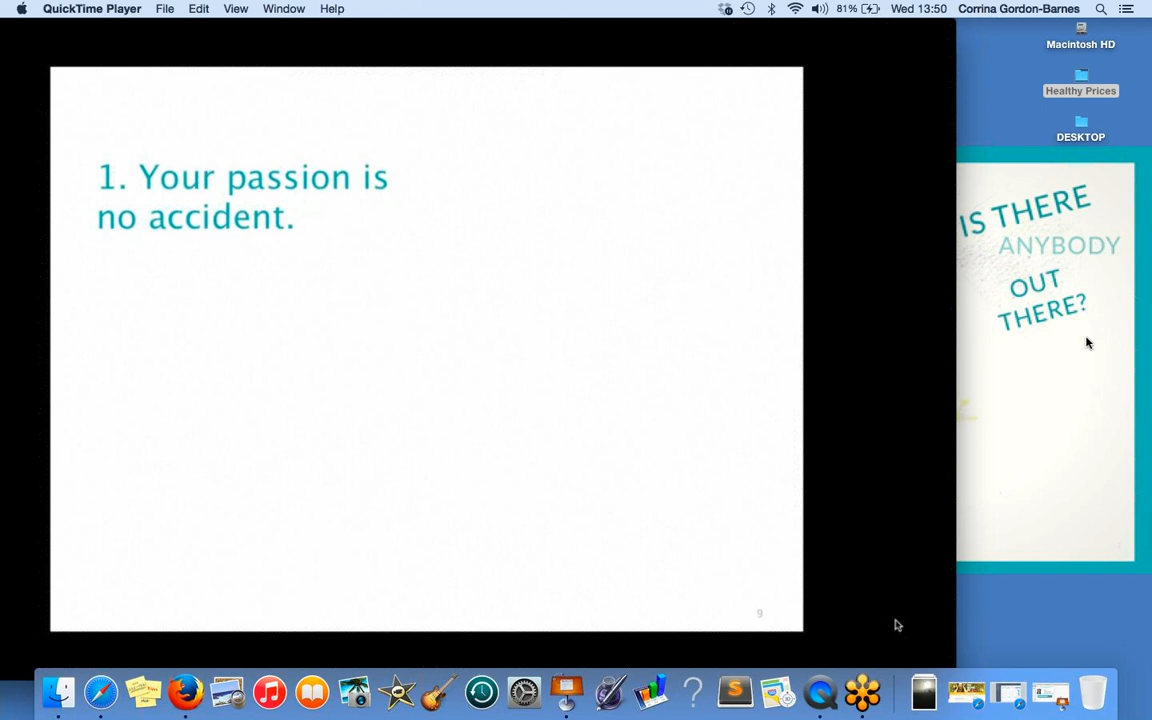 QuickTime Player File Edit View Window Help 81% Wed 13:50 Corrina Gordon-Barnes
Macintosh HD
Healthy Prices
DESKTOP
1. Your passion is
no accident.
9
IS THERE
ANYBODY
OUT
THERE?